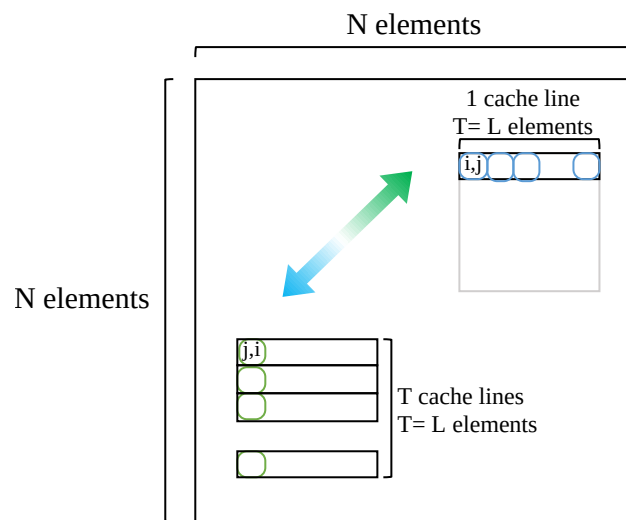 N elements
1 cache line
T= L elements
i,j
N elements
j,i
T cache lines
T= L elements